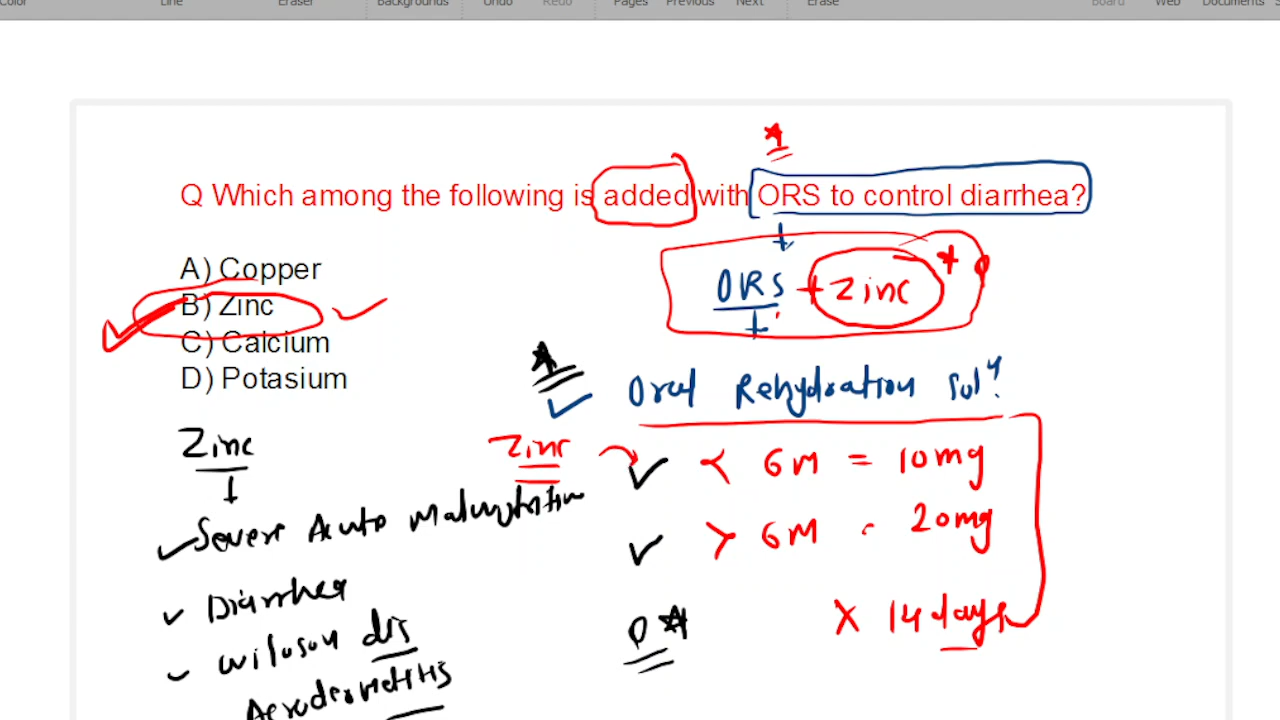 Color Line Eraser Backgrounds Undo Redo Pages Previous Next Erase Board Web Documents
Q Which among the following is added with ORS to control diarrhea?
A) Copper
B) Zinc
C) Calcium
D) Potasium
ORS + Zinc
Oral Rehydration Solⁿ
Zinc
< 6M = 10mg
> 6M = 20mg
X 14 days
Zinc
Severe Acute Malnutrition
Diarrhea
wiloson dis